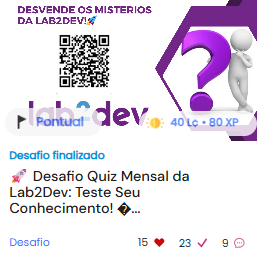 DESVENDE OS MISTERIOS
DA LAB2DEV!🚀
lab2dev
Pontual
40 Lc • 80 XP
Desafio finalizado
🚀 Desafio Quiz Mensal da
Lab2Dev: Teste Seu
Conhecimento! �...
Desafio
15
23
9